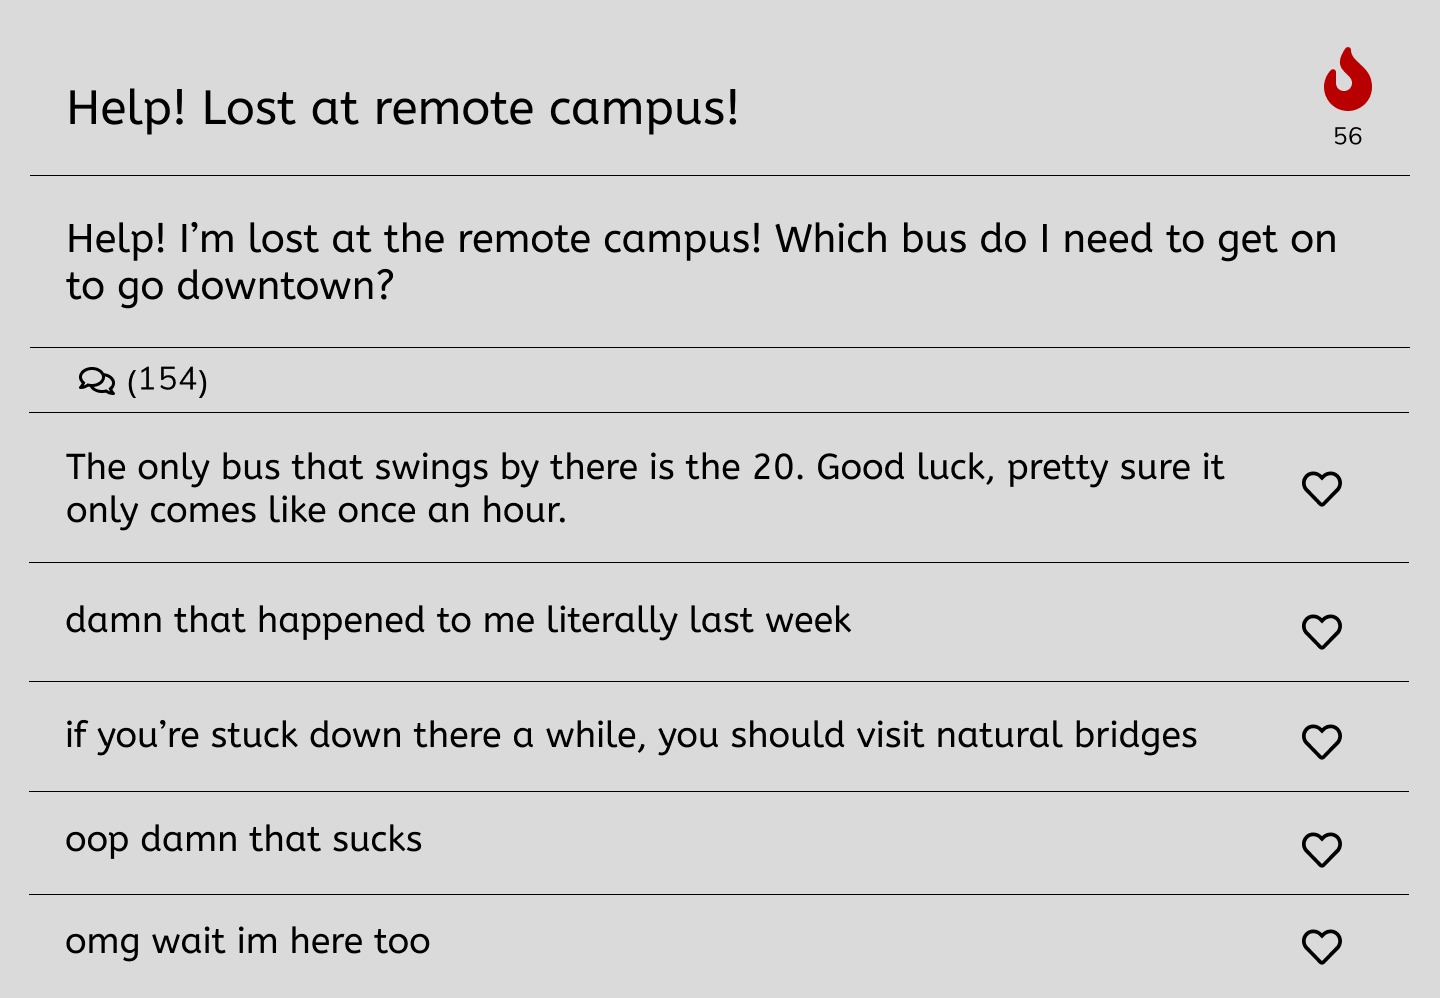 Help! Lost at remote campus!
56
Help! I’m lost at the remote campus! Which bus do I need to get on
to go downtown?
(154)
The only bus that swings by there is the 20. Good luck, pretty sure it
only comes like once an hour.
damn that happened to me literally last week
if you’re stuck down there a while, you should visit natural bridges
oop damn that sucks
omg wait im here too